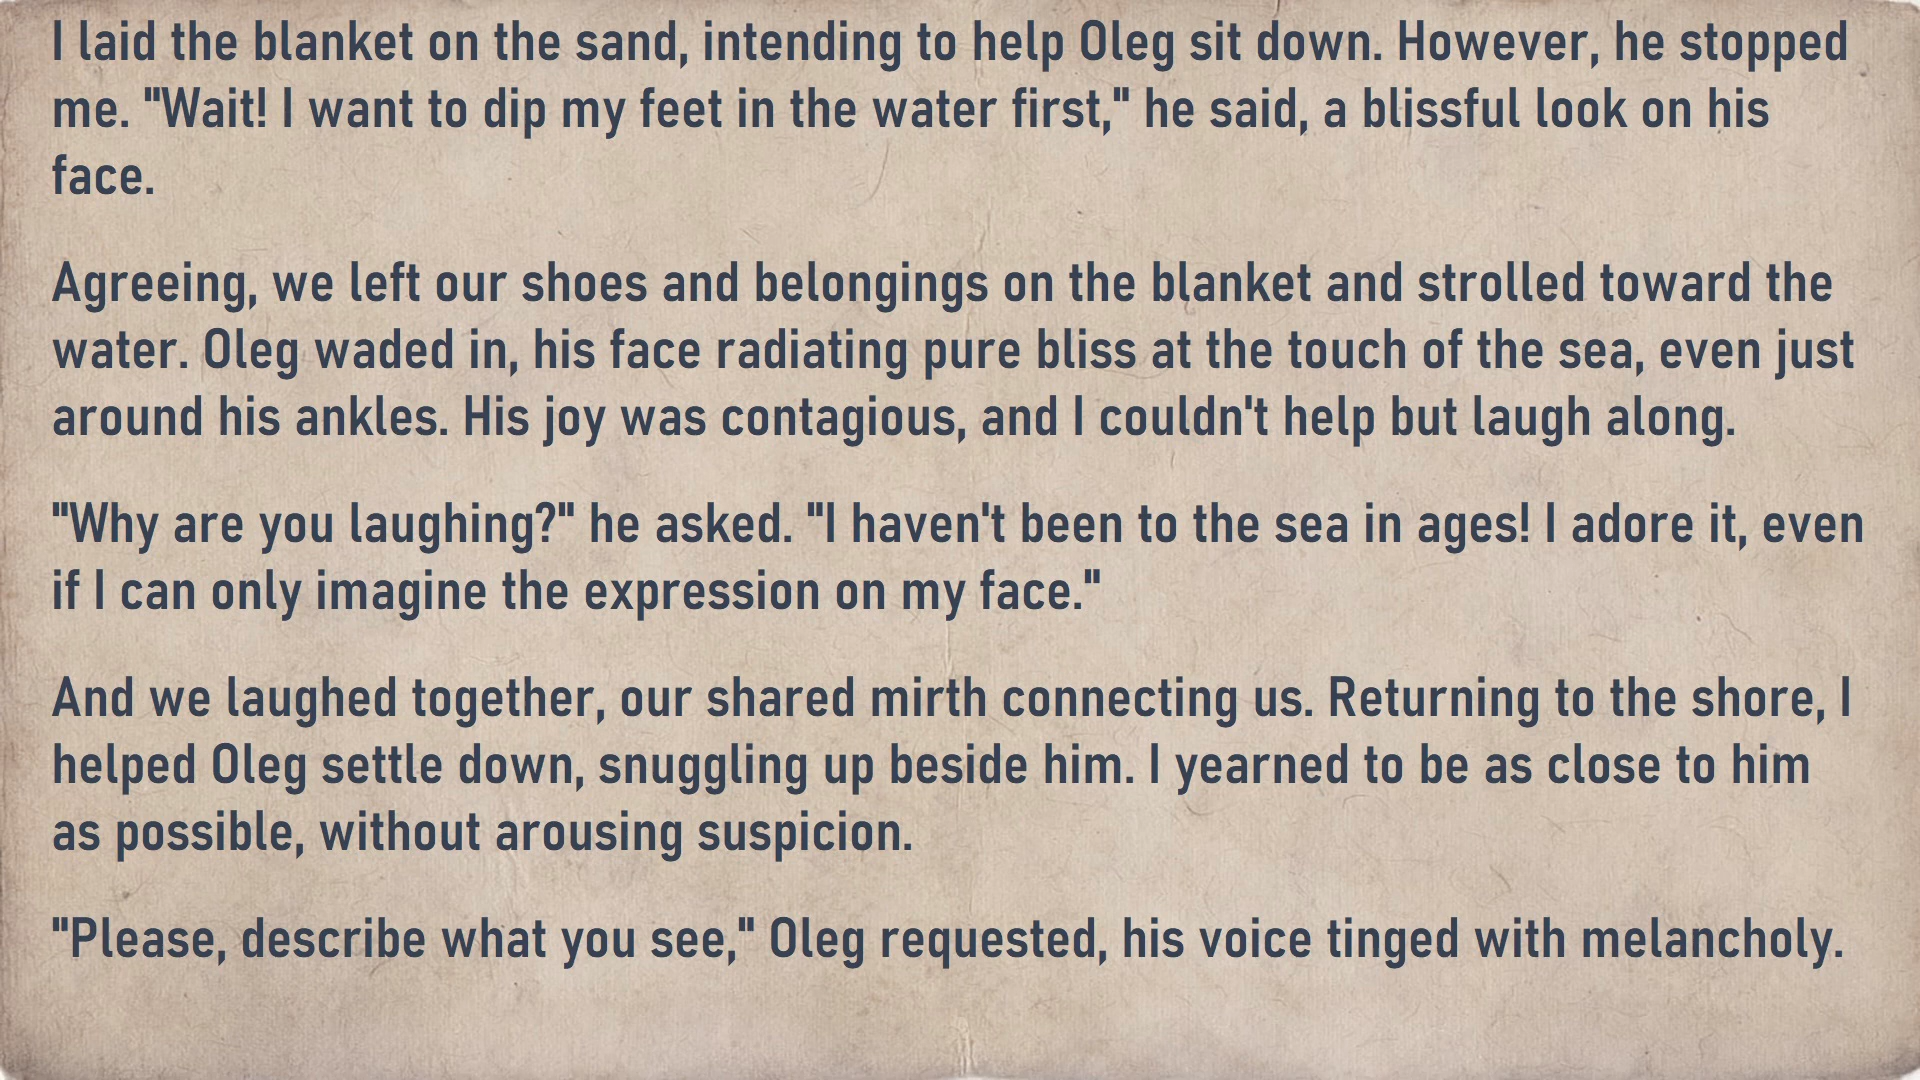 I laid the blanket on the sand, intending to help Oleg sit down. However, he stopped
me. "Wait! I want to dip my feet in the water first," he said, a blissful look on his
face.
Agreeing, we left our shoes and belongings on the blanket and strolled toward the
water. Oleg waded in, his face radiating pure bliss at the touch of the sea, even just
around his ankles. His joy was contagious, and I couldn't help but laugh along.
"Why are you laughing?" he asked. "I haven't been to the sea in ages! I adore it, even
if I can only imagine the expression on my face."
And we laughed together, our shared mirth connecting us. Returning to the shore, I
helped Oleg settle down, snuggling up beside him. I yearned to be as close to him
as possible, without arousing suspicion.
"Please, describe what you see," Oleg requested, his voice tinged with melancholy.